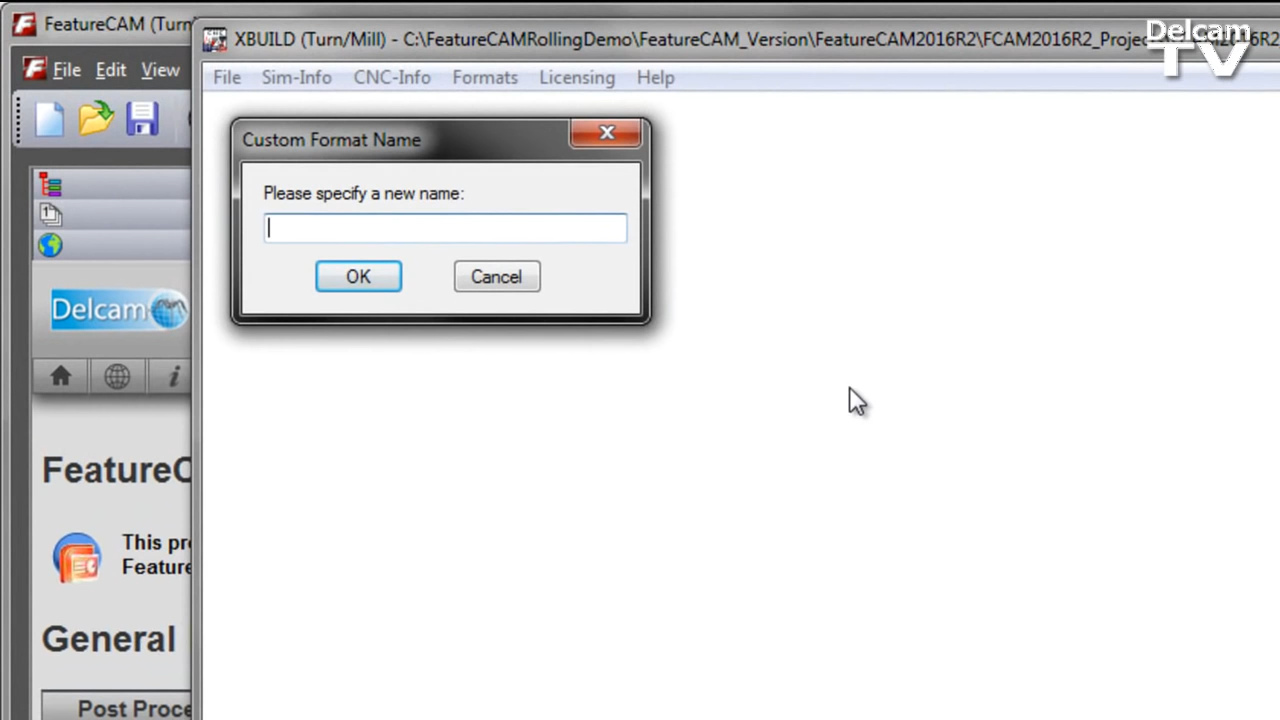 FeatureCAM (Turn
File Edit View
XBUILD (Turn/Mill) - C:\FeatureCAMRollingDemo\FeatureCAM_Version\FeatureCAM2016R2\FCAM2016R2_Projec
Delcam
TV
File Sim-Info CNC-Info Formats Licensing Help
Custom Format Name
Please specify a new name:
OK Cancel
Delcam
FeatureC
This pr
Feature
General
Post Proce